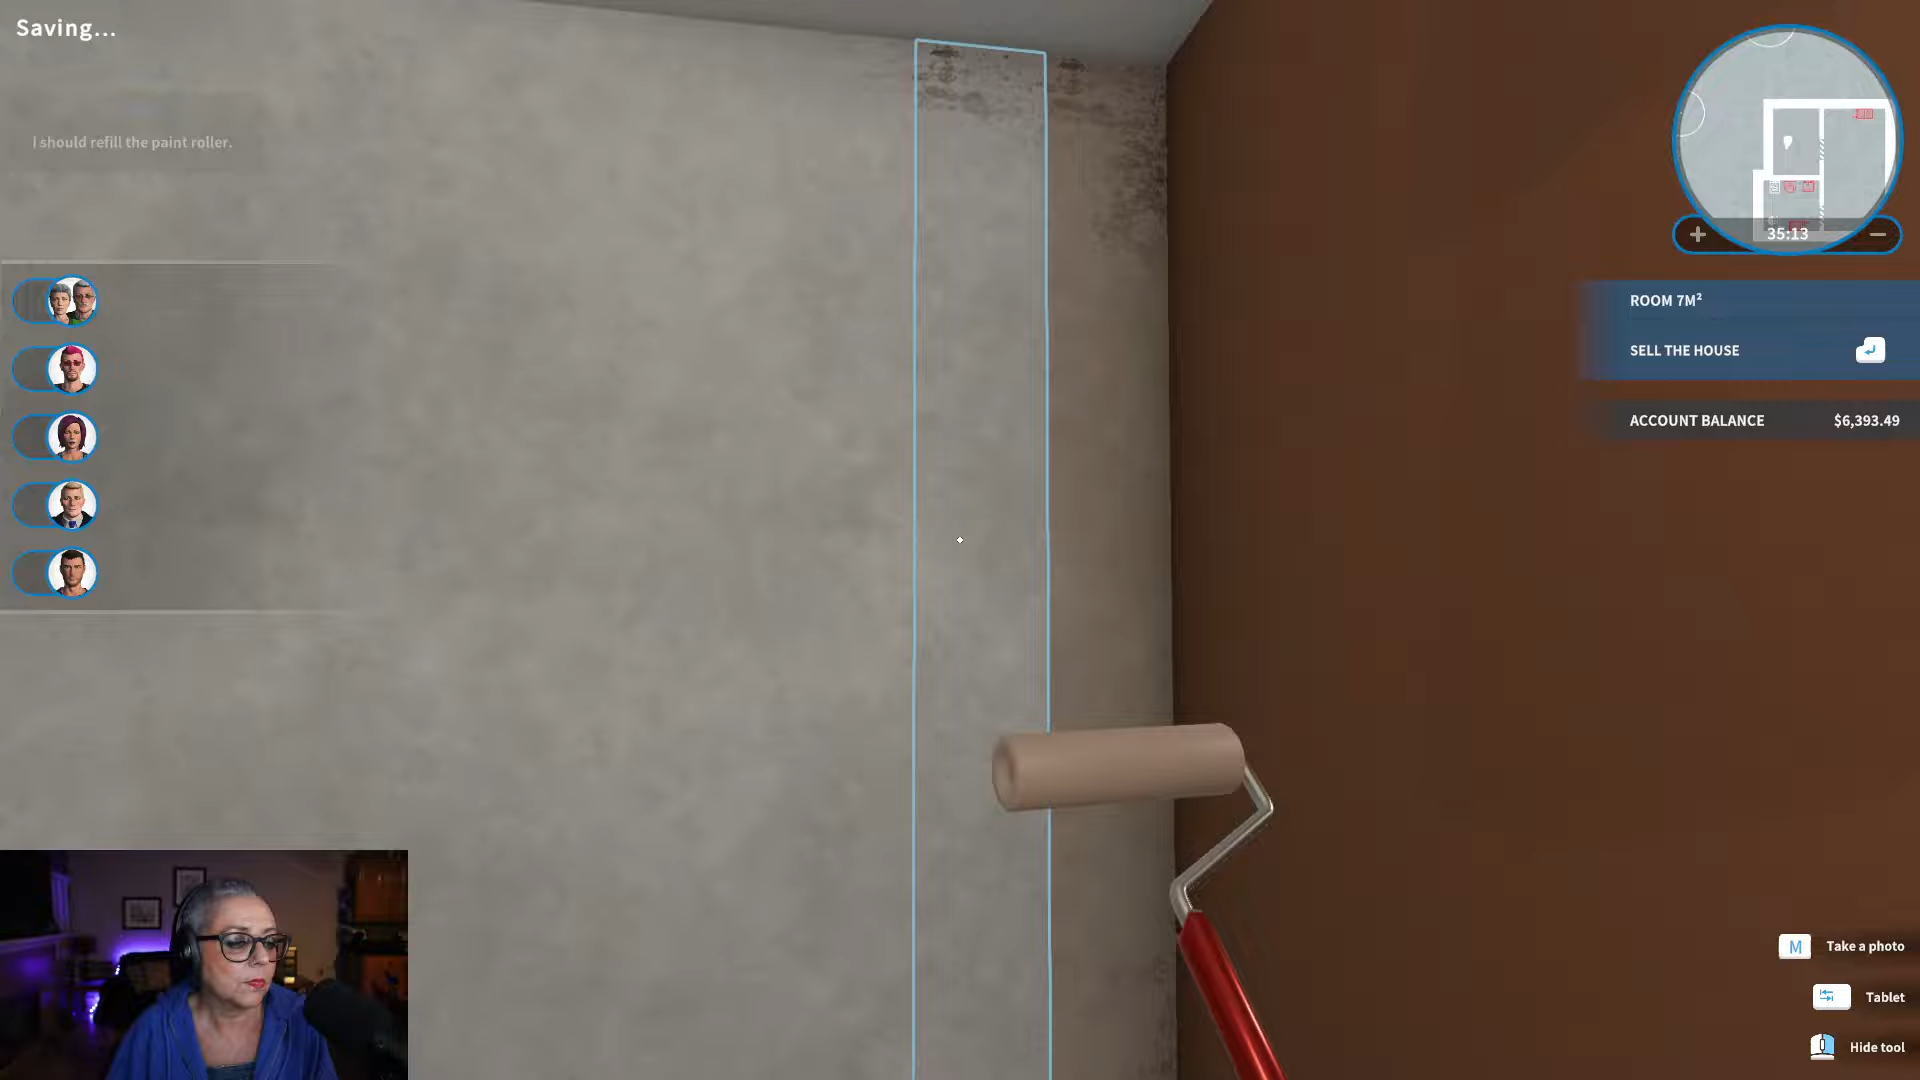 Saving...
I should refill the paint roller.
35:13
ROOM 7M²
SELL THE HOUSE
ACCOUNT BALANCE $6,393.49
M Take a photo
Tablet
Hide tool